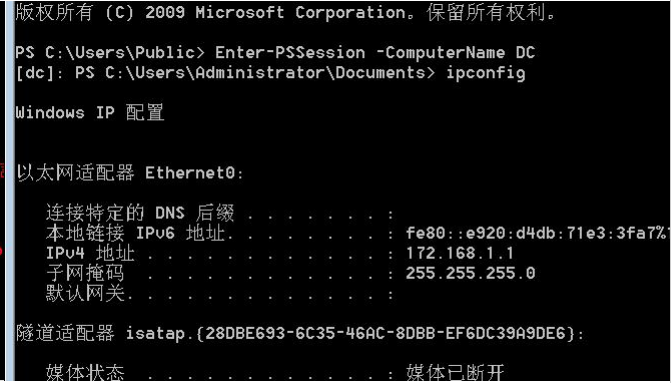 版权所有 (C) 2009 Microsoft Corporation。保留所有权利。
PS C:\Users\Public> Enter-PSSession -ComputerName DC
[dc]: PS C:\Users\Administrator\Documents> ipconfig
Windows IP 配置
以太网适配器 Ethernet0:
连接特定的 DNS 后缀 . . . . . . . :
本地链接 IPv6 地址. . . . . . . . : fe80::e920:d4db:71e3:3fa7%1
IPv4 地址 . . . . . . . . . . . . : 172.168.1.1
子网掩码 . . . . . . . . . . . . : 255.255.255.0
默认网关. . . . . . . . . . . . . :
隧道适配器 isatap.{28DBE693-6C35-46AC-8DBB-EF6DC39A9DE6}:
媒体状态 . . . . . . . . . . . . : 媒体已断开